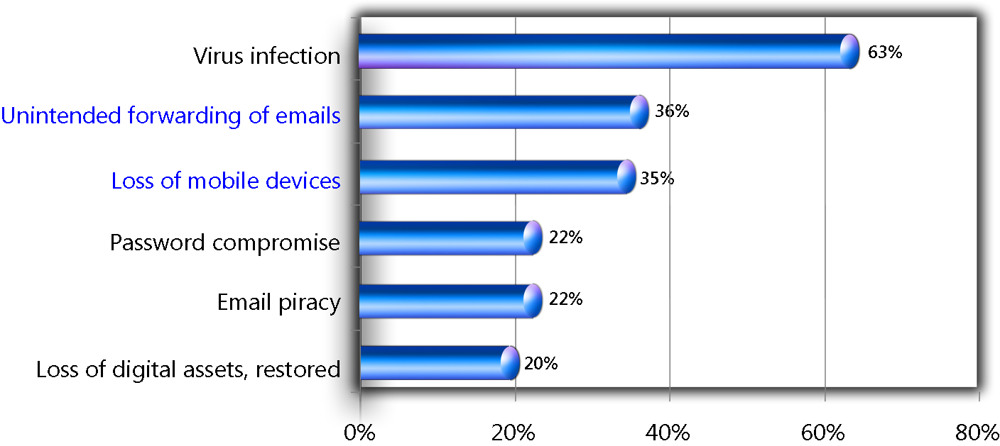 Virus infection 63%
Unintended forwarding of emails 36%
Loss of mobile devices 35%
Password compromise 22%
Email piracy 22%
Loss of digital assets, restored 20%
0% 20% 40% 60% 80%